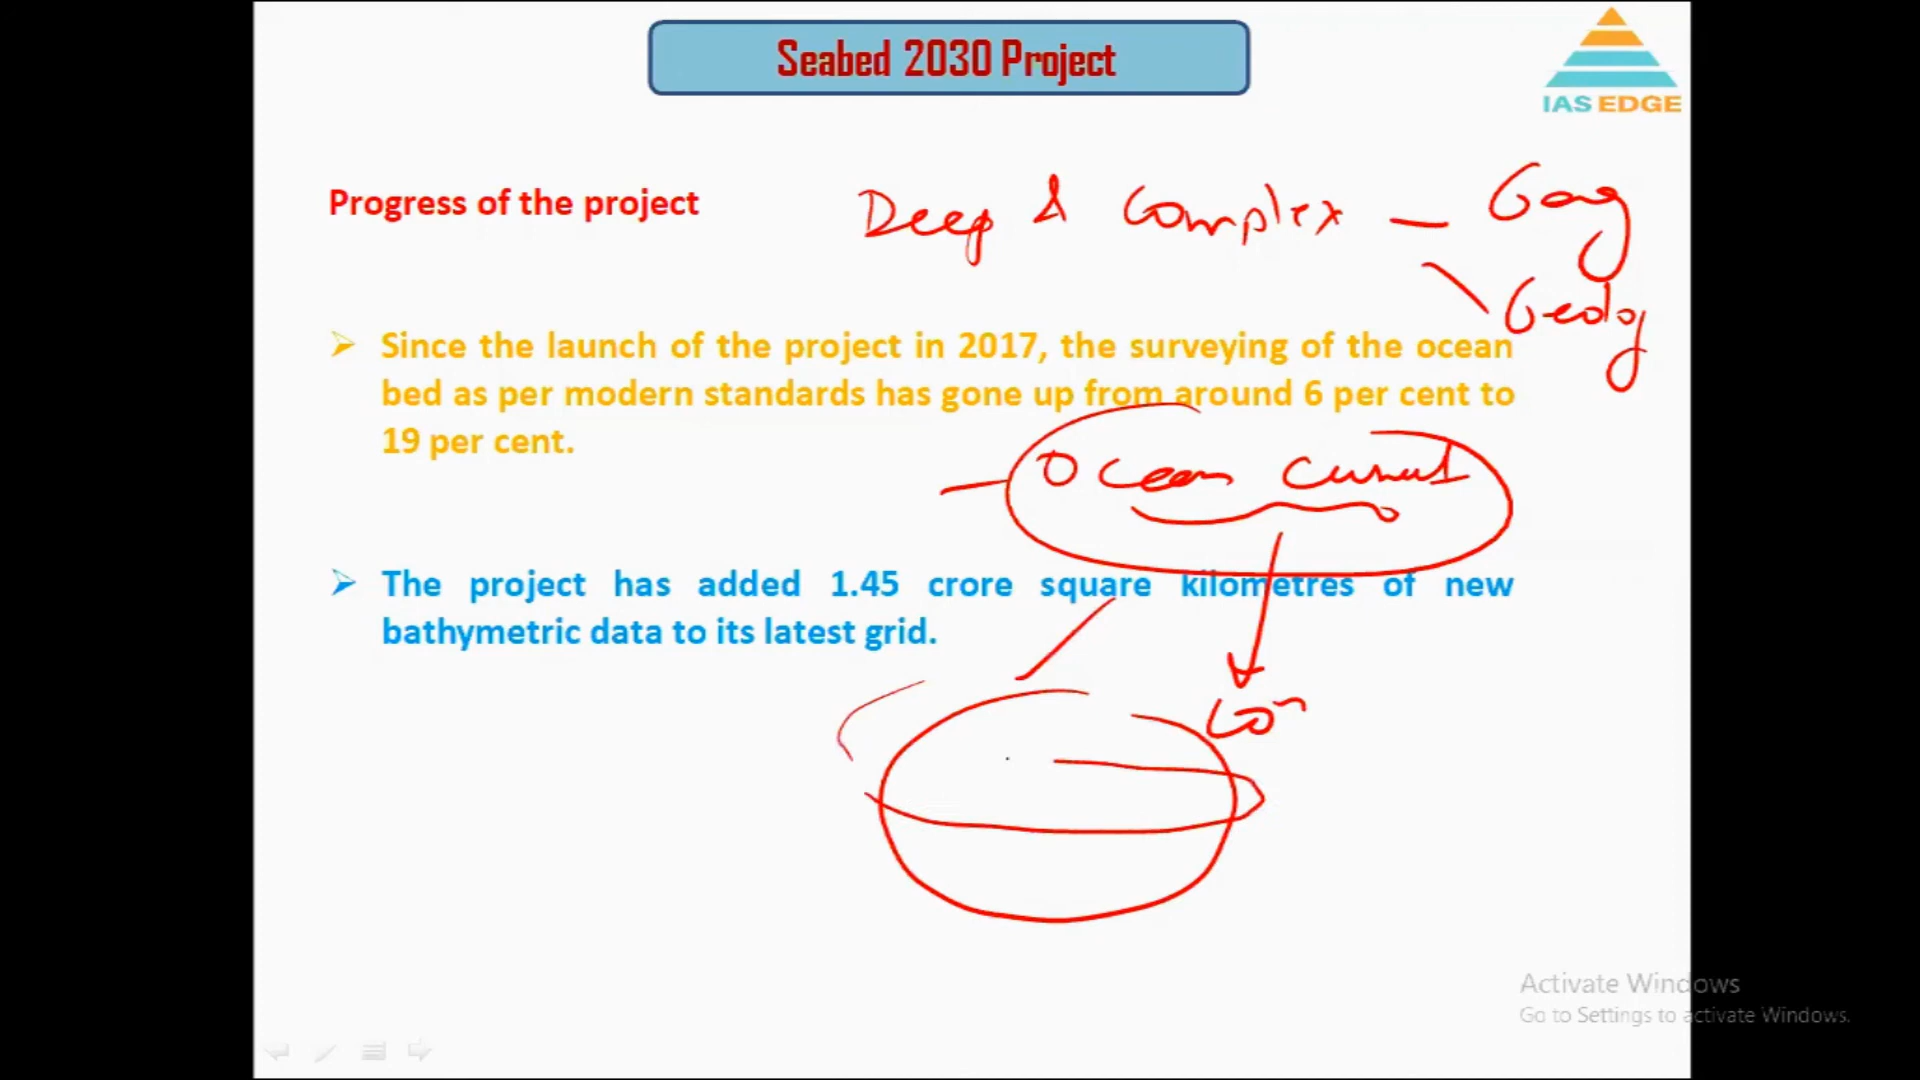 Seabed 2030 Project
IAS EDGE
Progress of the project
Deep & Complex —
➢ Since the launch of the project in 2017, the surveying of the ocean
bed as per modern standards has gone up from around 6 per cent to
19 per cent.
Ocean
➢ The project has added 1.45 crore square kilometres of new
bathymetric data to its latest grid.
Activate Windows
Go to Settings to activate Windows.